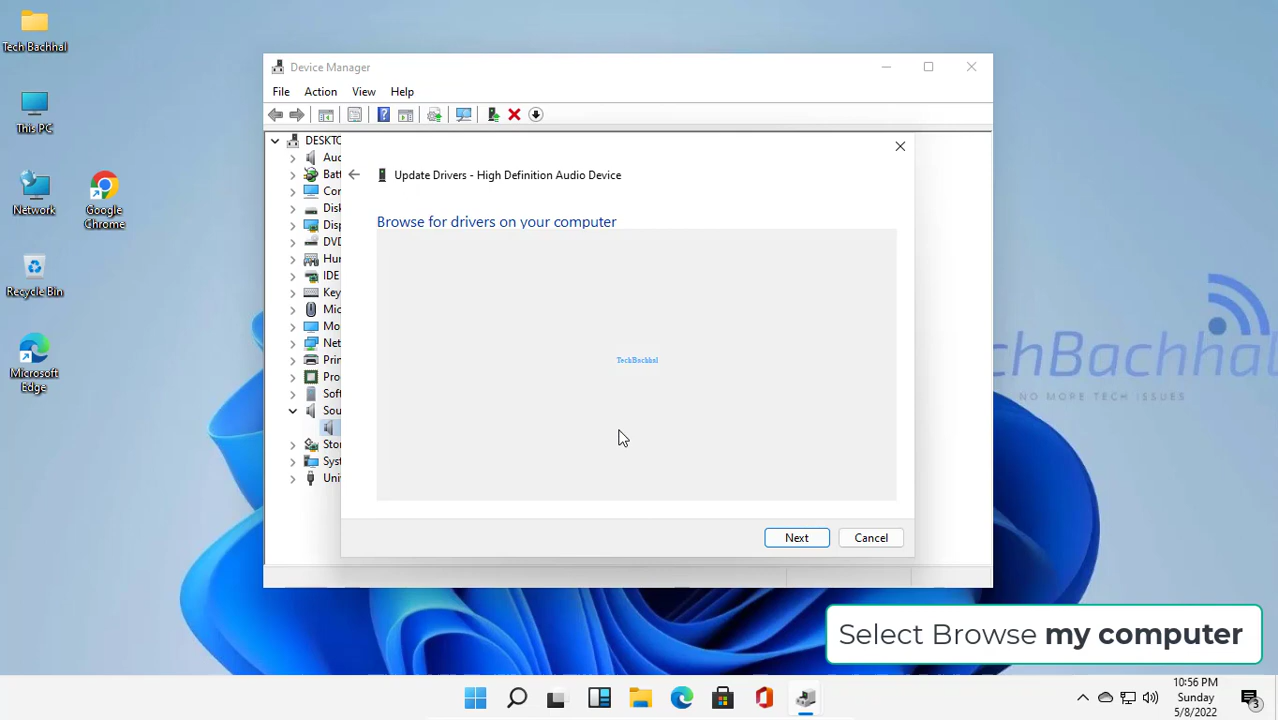 Tech Bachhal
This PC
Network
Google
Chrome
Recycle Bin
Microsoft
Edge
Device Manager
File Action View Help
DESKTO
Aud
Batt
Con
Disk
Disp
DVD
Hum
IDE
Key
Mic
Mo
Net
Prin
Pro
Soft
Sou
Stor
Syst
Univ
Update Drivers - High Definition Audio Device
Browse for drivers on your computer
TechBachhal
Next
Cancel
echBachhal
NO MORE TECH ISSUES
Select Browse my computer
10:56 PM
Sunday
5/8/2022
3